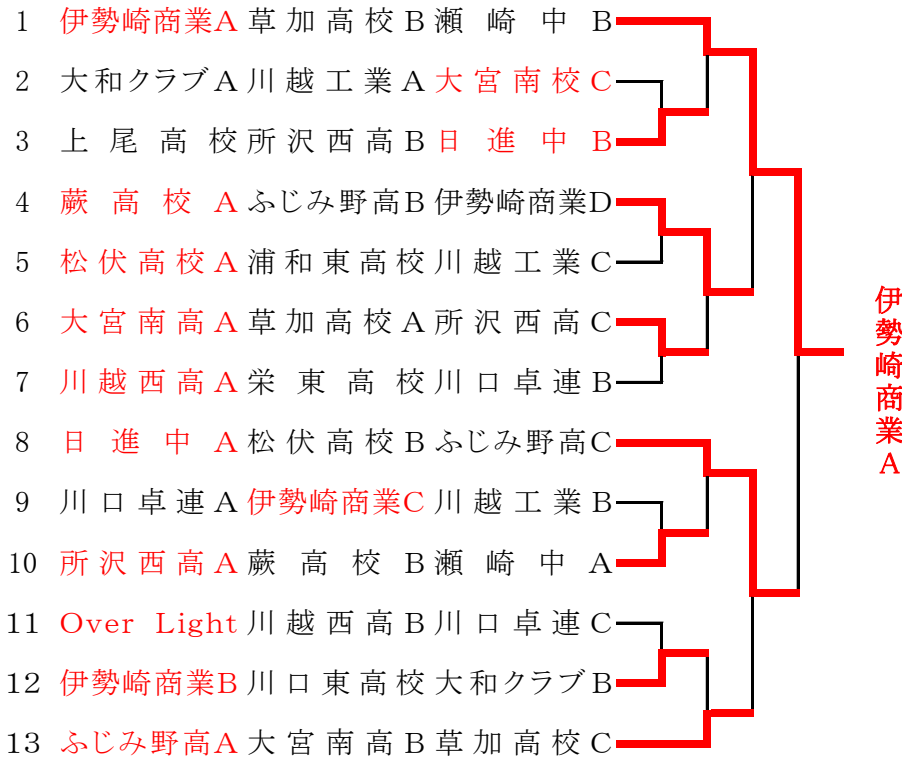 1 伊勢崎商業A 草加高校B 瀬崎中B
2 大和クラブA 川越工業A 大宮南校C
3 上尾高校 所沢西高B 日進中B
4 蕨高校A ふじみ野高B 伊勢崎商業D
5 松伏高校A 浦和東高校 川越工業C
6 大宮南高A 草加高校A 所沢西高C
7 川越西高A 栄東高校 川口卓連B
8 日進中A 松伏高校B ふじみ野高C
9 川口卓連A 伊勢崎商業C 川越工業B
10 所沢西高A 蕨高校B 瀬崎中A
11 Over Light 川越西高B 川口卓連C
12 伊勢崎商業B 川口東高校 大和クラブB
13 ふじみ野高A 大宮南高B 草加高校C
伊勢崎商業A